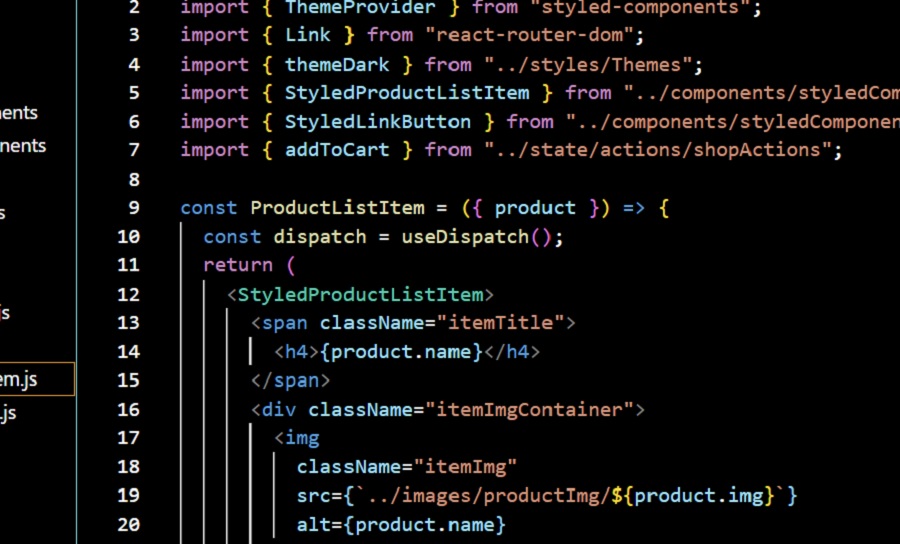 2 import { ThemeProvider } from "styled-components";
3 import { Link } from "react-router-dom";
4 import { themeDark } from "../styles/Themes";
ents
5 import { StyledProductListItem } from "../components/styledCom
6 import { StyledLinkButton } from "../components/styledComponen
nents
7 import { addToCart } from "../state/actions/shopActions";
8
s
9 const ProductListItem = ({ product }) => {
10 const dispatch = useDispatch();
11 return (
12 <StyledProductListItem>
js
13 <span className="itemTitle">
14 <h4>{product.name}</h4>
em.js
15 </span>
16 <div className="itemImgContainer">
.js
17 <img
18 className="itemImg"
19 src={`../images/productImg/${product.img}`}
20 alt={product.name}